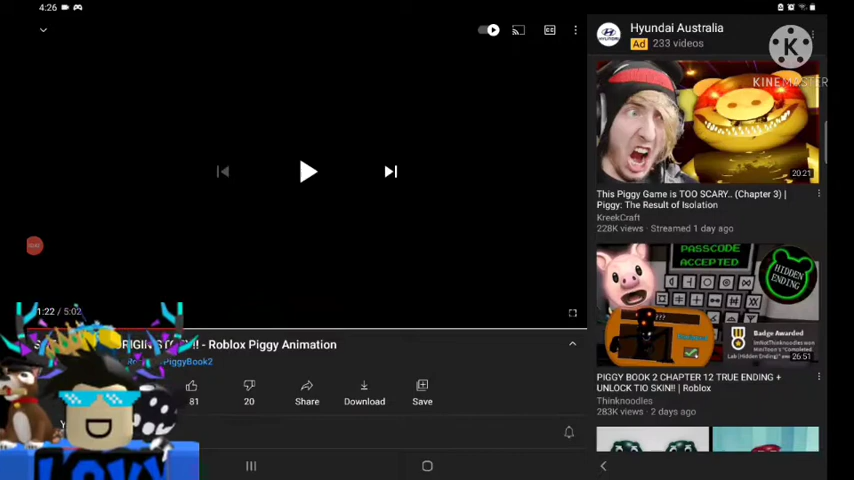 4:26
Hyundai Australia
Ad 233 videos
K
KINEMASTER
CC
20:21
This Piggy Game is TOO SCARY.. (Chapter 3) |
Piggy: The Result of Isolation
KreekCraft
228K views · Streamed 1 day ago
PASSCODE
ACCEPTED
HIDDEN
ENDING
???
Badge Awarded
26:51
1:22 / 5:02
- Roblox Piggy Animation
PiggyBook2
81
20
Share
Download
Save
PIGGY BOOK 2 CHAPTER 12 TRUE ENDING +
UNLOCK TIO SKIN!! | Roblox
Thinknoodles
283K views · 2 days ago